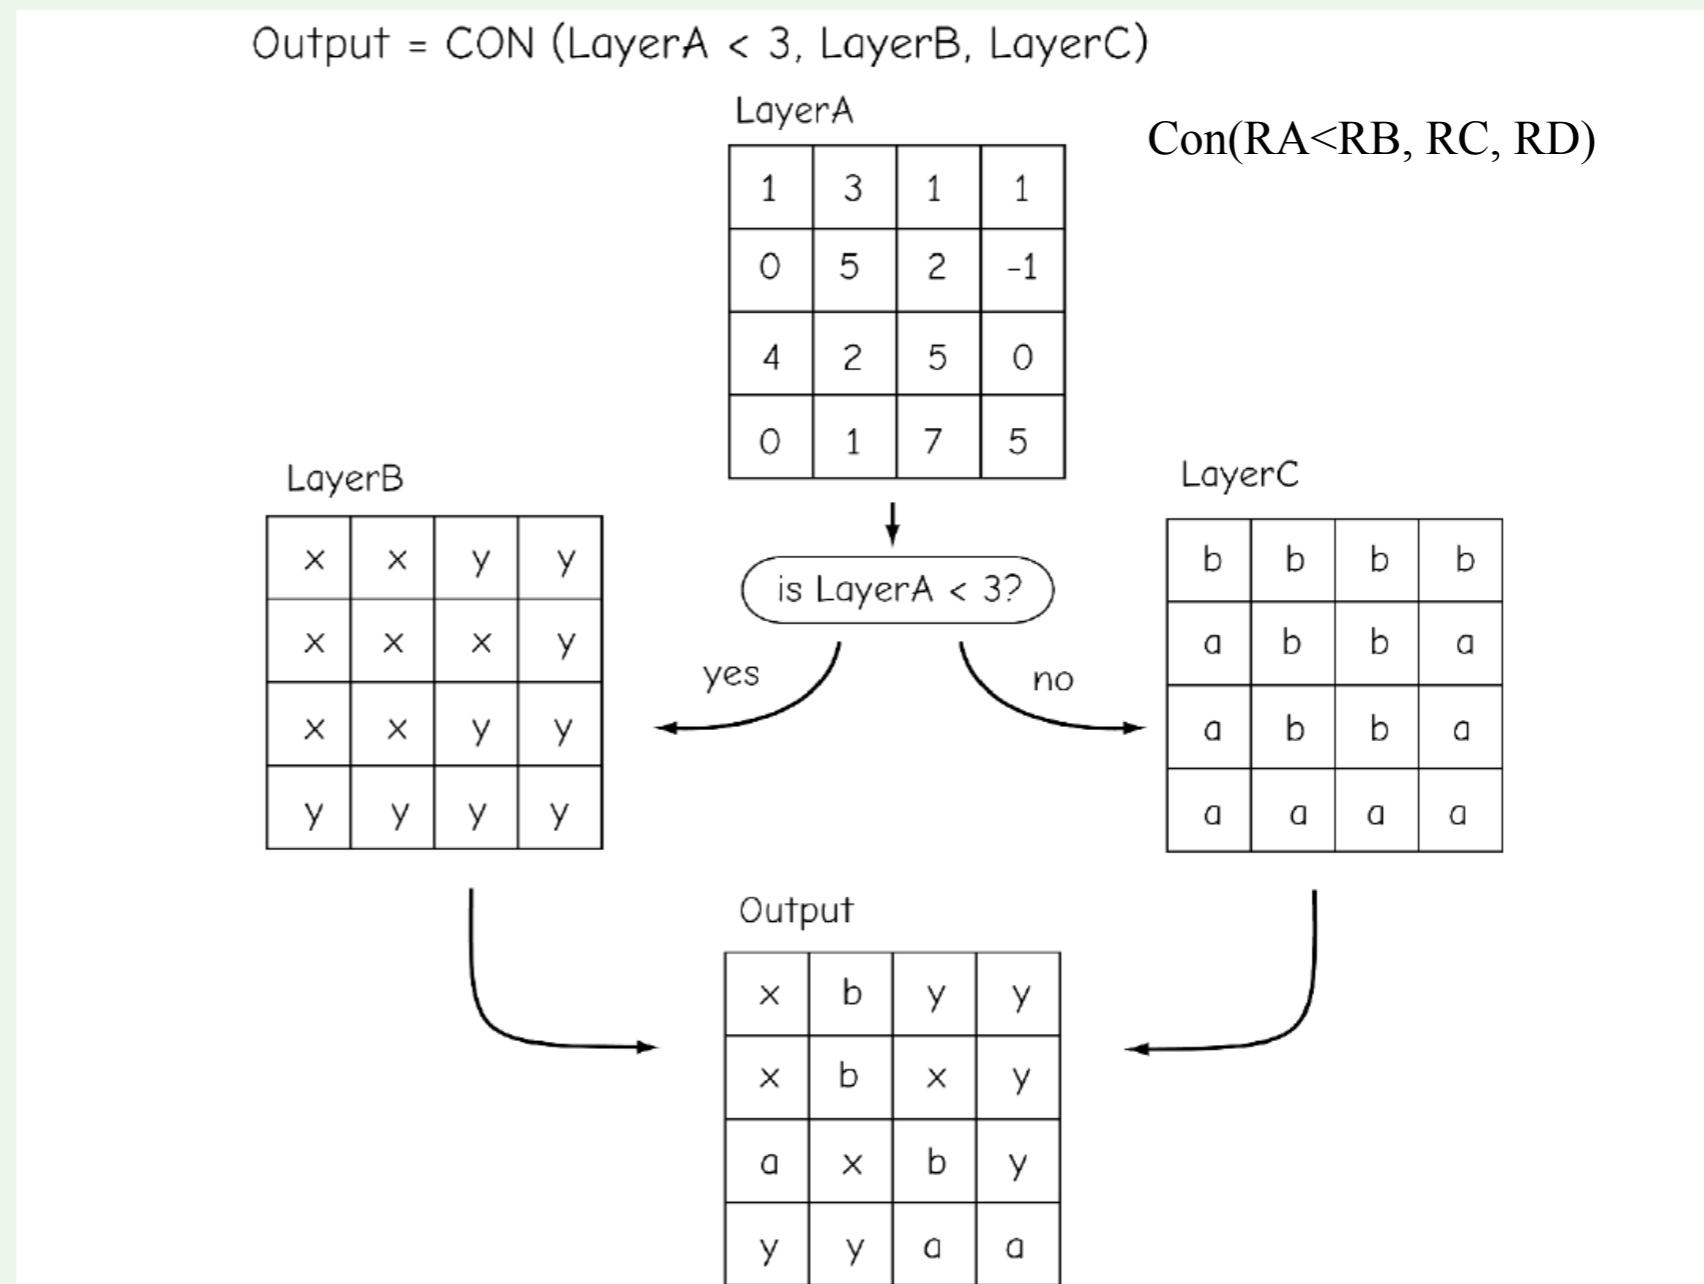 Output = CON (LayerA < 3, LayerB, LayerC)
Con(RA<RB, RC, RD)
LayerA
1 3 1 1
0 5 2 -1
4 2 5 0
0 1 7 5
is LayerA < 3?
yes
no
LayerB
x x y y
x x x y
x x y y
y y y y
LayerC
b b b b
a b b a
a b b a
a a a a
Output
x b y y
x b x y
a x b y
y y a a